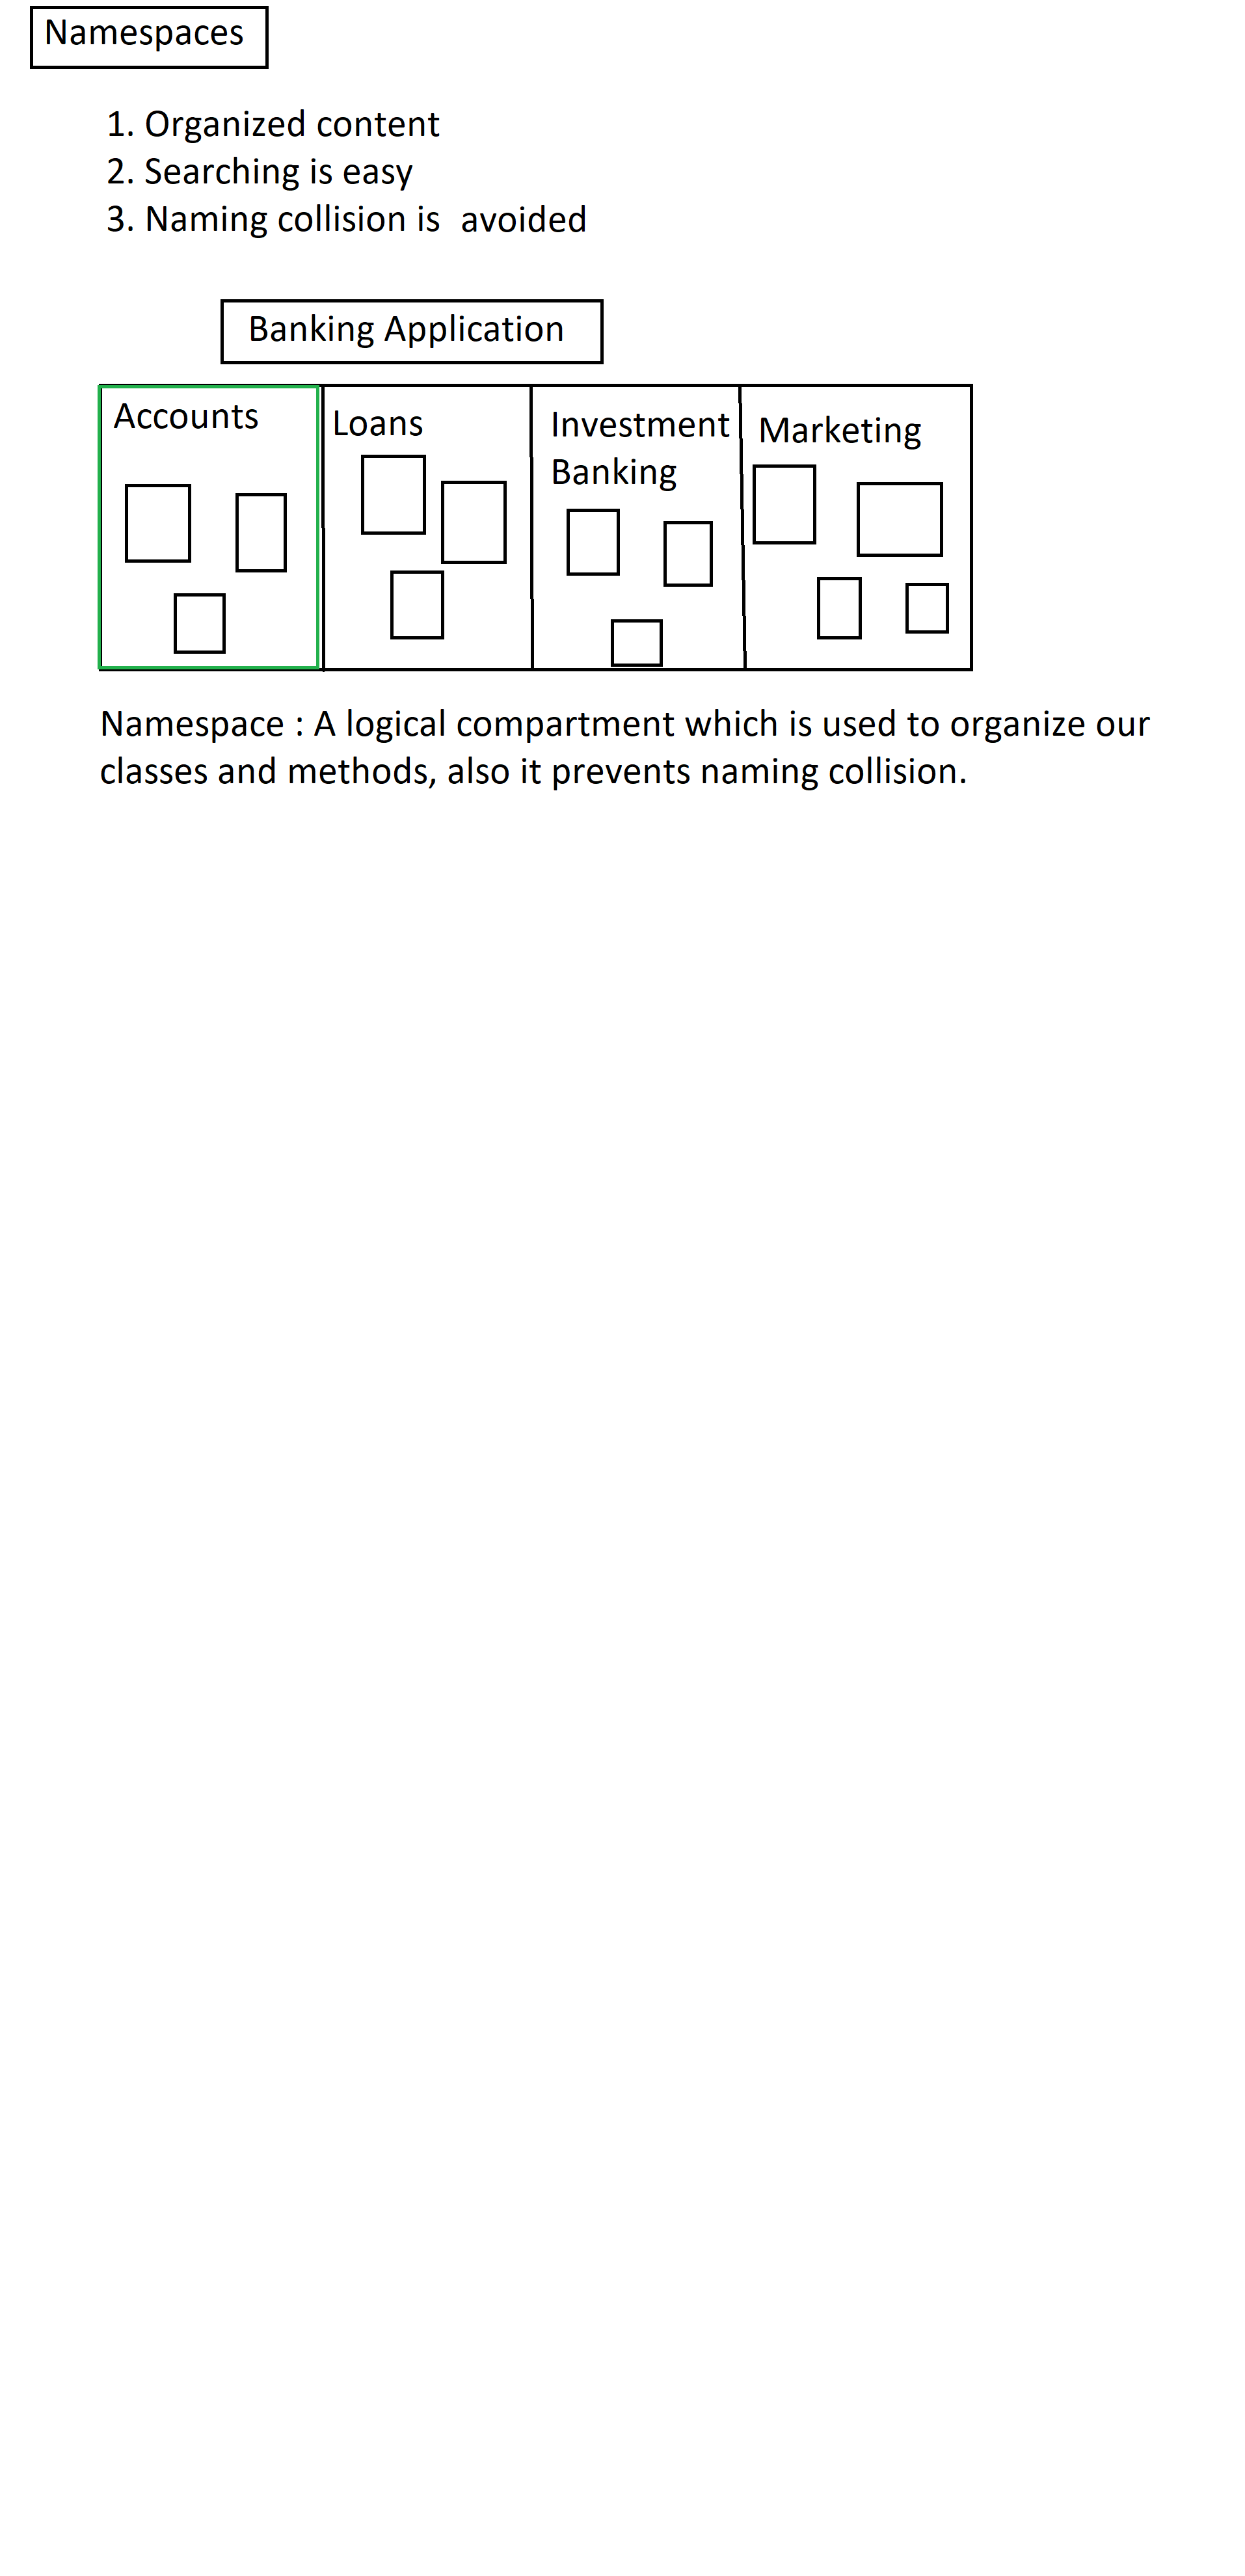 Namespaces
1. Organized content
2. Searching is easy
3. Naming collision is avoided
Banking Application
Accounts
Loans
Investment
Banking
Marketing
Namespace : A logical compartment which is used to organize our
classes and methods, also it prevents naming collision.